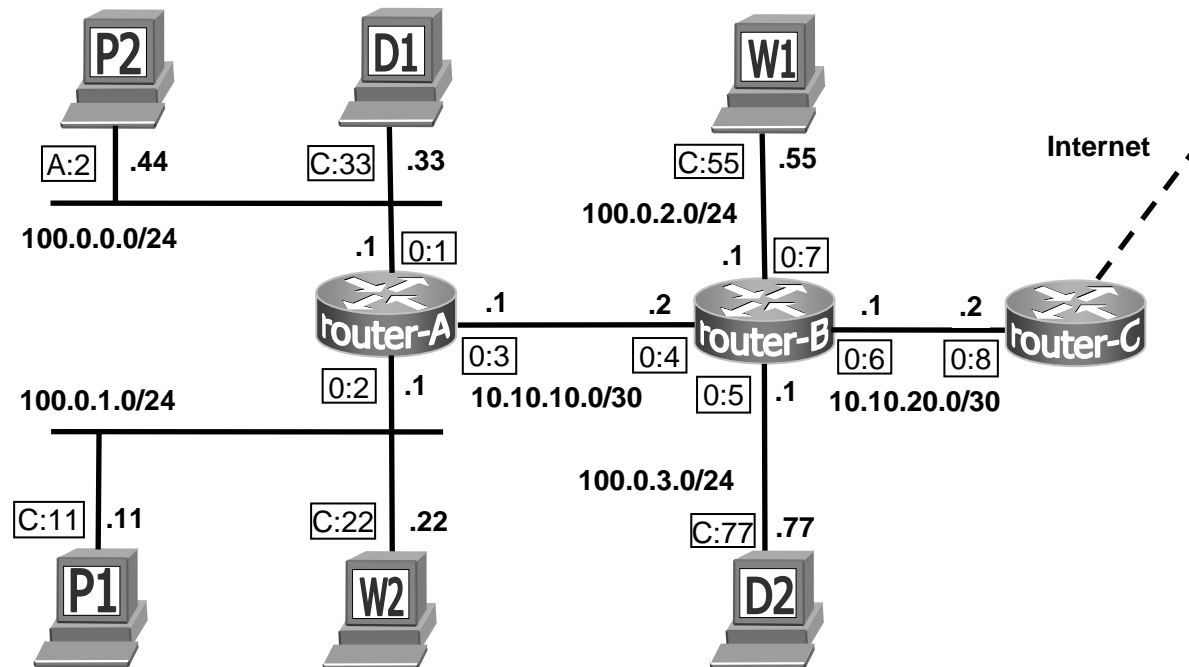 P2
D1
W1
A:2
.44
C:33
.33
C:55
.55
Internet
100.0.0.0/24
100.0.2.0/24
.1
0:1
.1
0:7
router-A
.1
.2
router-B
.1
.2
router-C
0:3
0:4
0:6
0:8
0:2
.1
10.10.10.0/30
0:5
.1
10.10.20.0/30
100.0.1.0/24
100.0.3.0/24
C:11
.11
C:22
.22
C:77
.77
P1
W2
D2